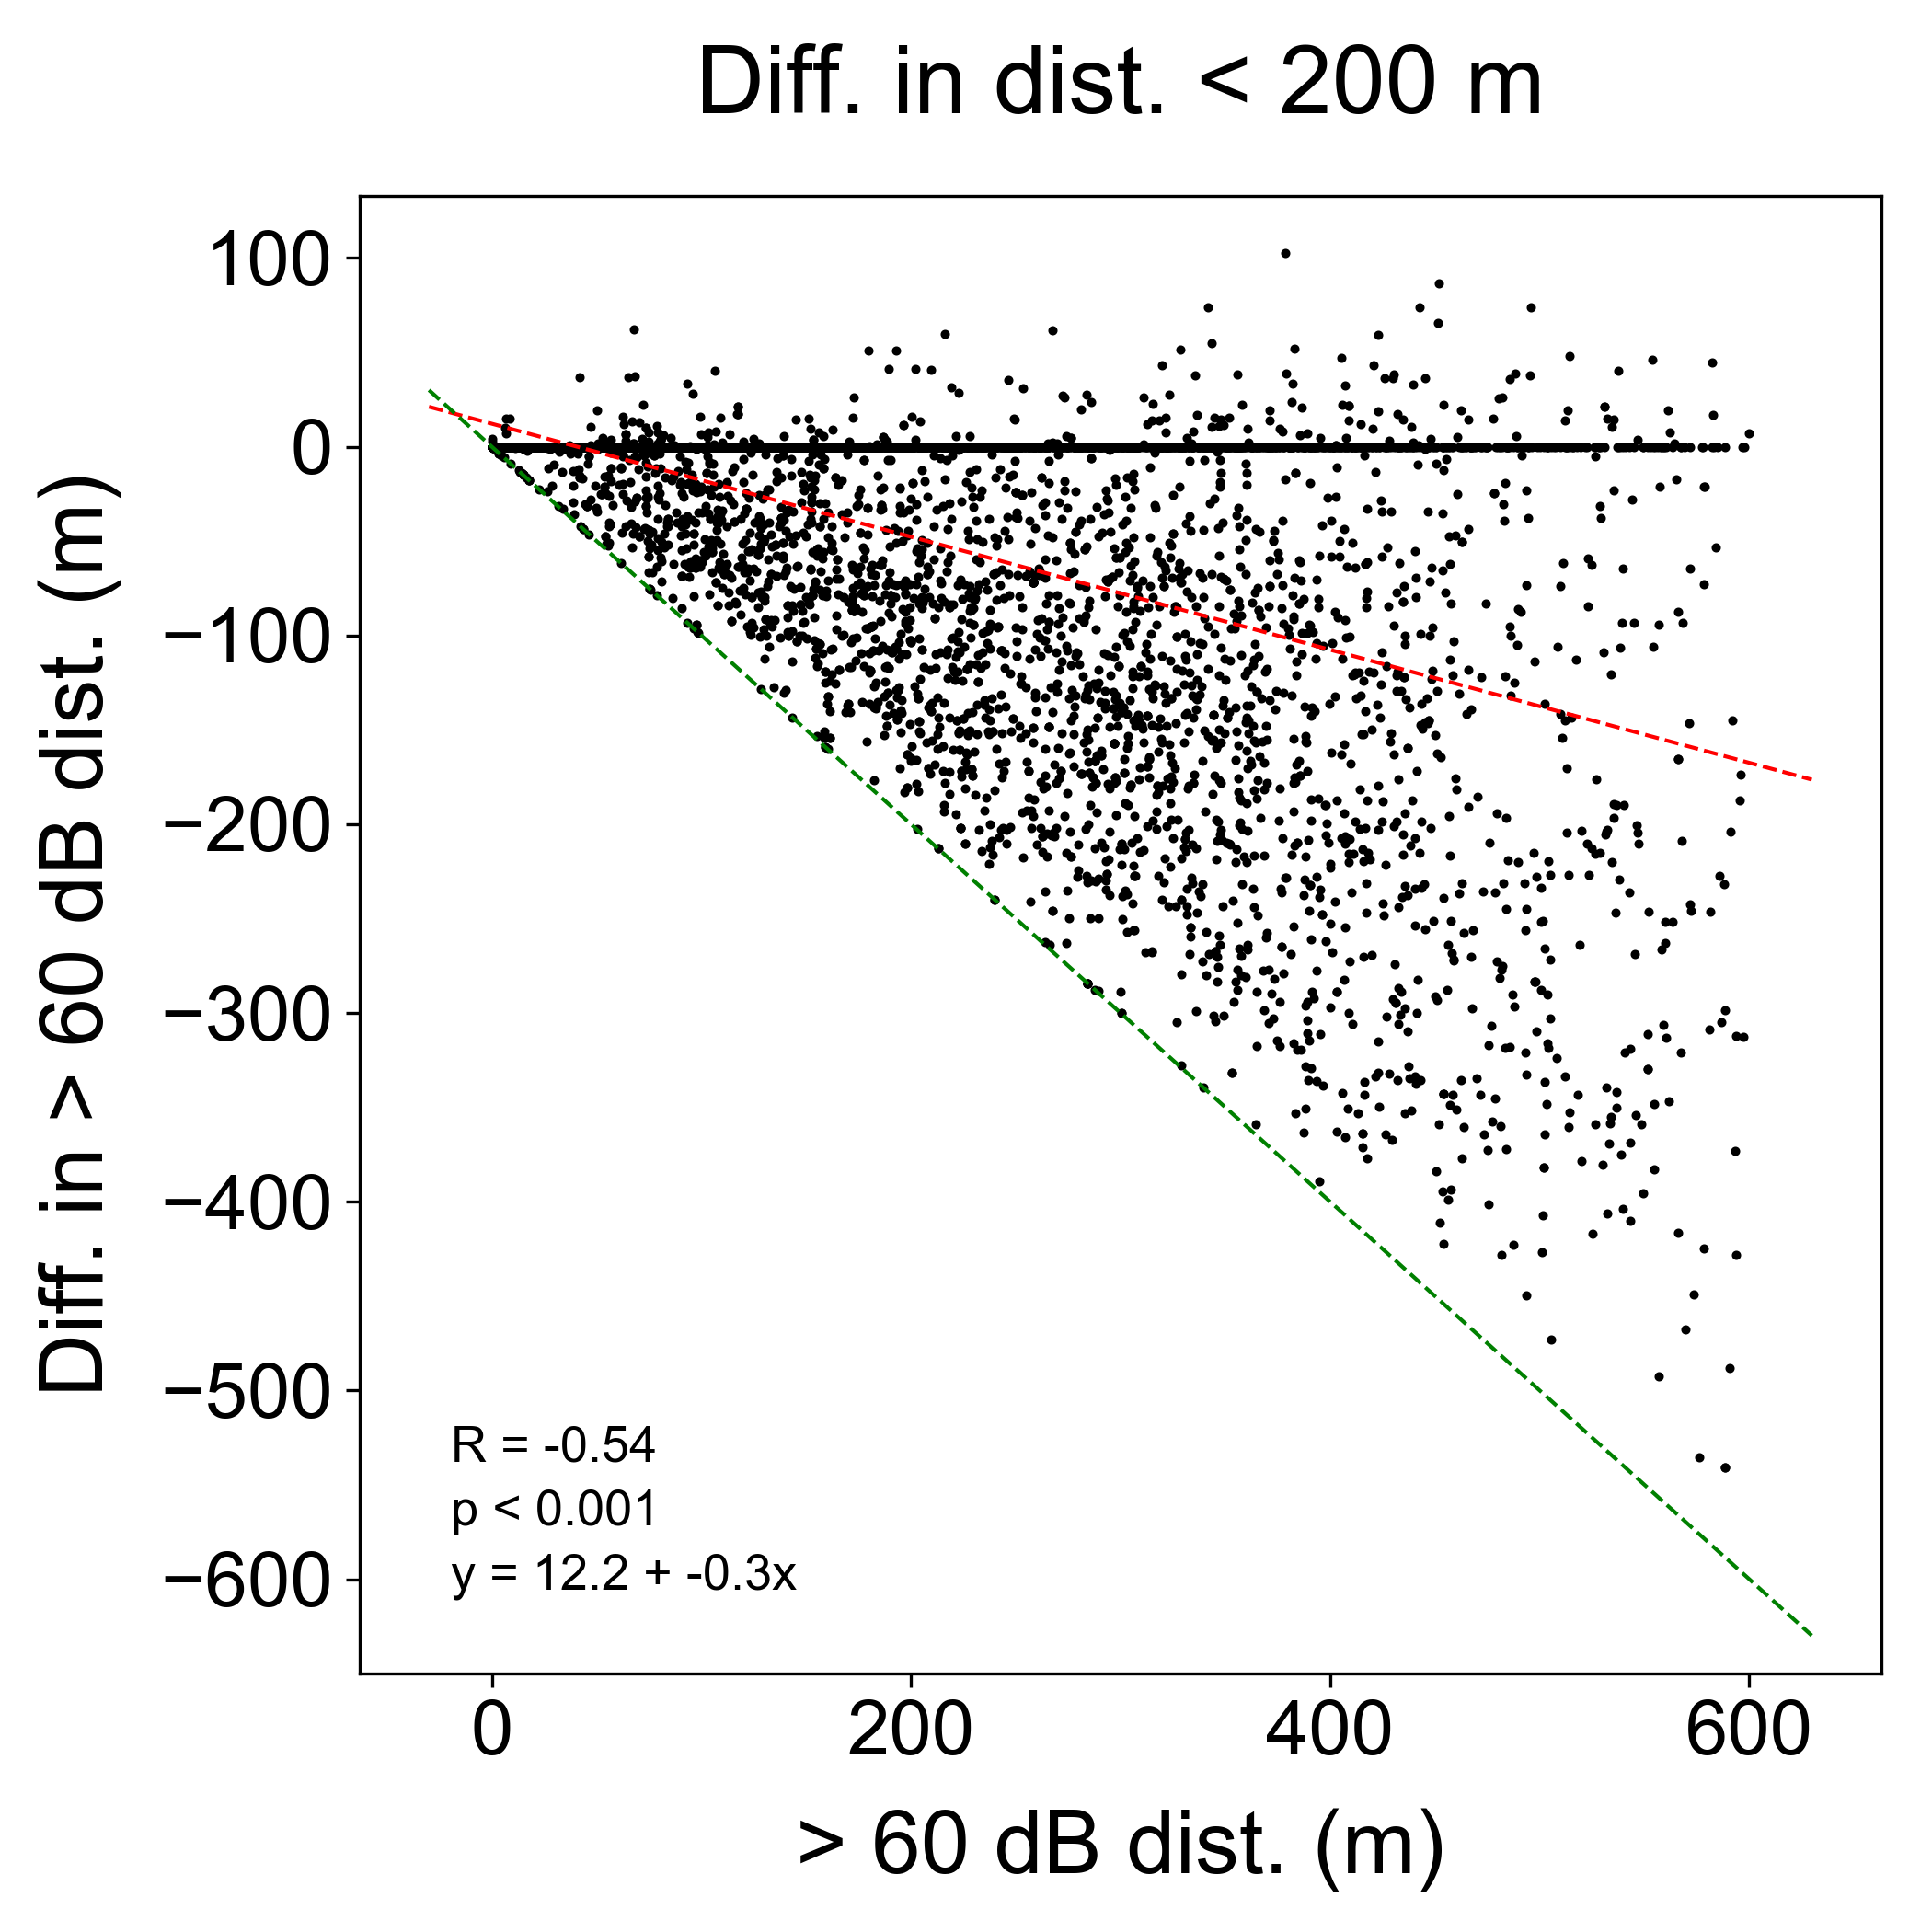 Diff. in dist. < 200 m
Diff. in > 60 dB dist. (m)
100
0
−100
−200
−300
−400
−500
−600
R = -0.54
p < 0.001
y = 12.2 + -0.3x
0 200 400 600
> 60 dB dist. (m)